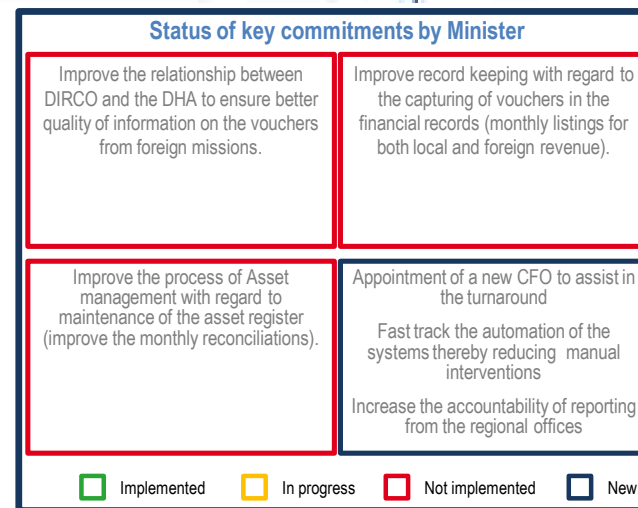 Status of key commitments by Minister
Improve the relationship between
DIRCO and the DHA to ensure better
quality of information on the vouchers
from foreign missions.
Improve record keeping with regard to
the capturing of vouchers in the
financial records (monthly listings for
both local and foreign revenue).
Improve the process of Asset
management with regard to
maintenance of the asset register
(improve the monthly reconciliations).
Appointment of a new CFO to assist in
the turnaround
Fast track the automation of the
systems thereby reducing manual
interventions
Increase the accountability of reporting
from the regional offices
Implemented
In progress
Not implemented
New